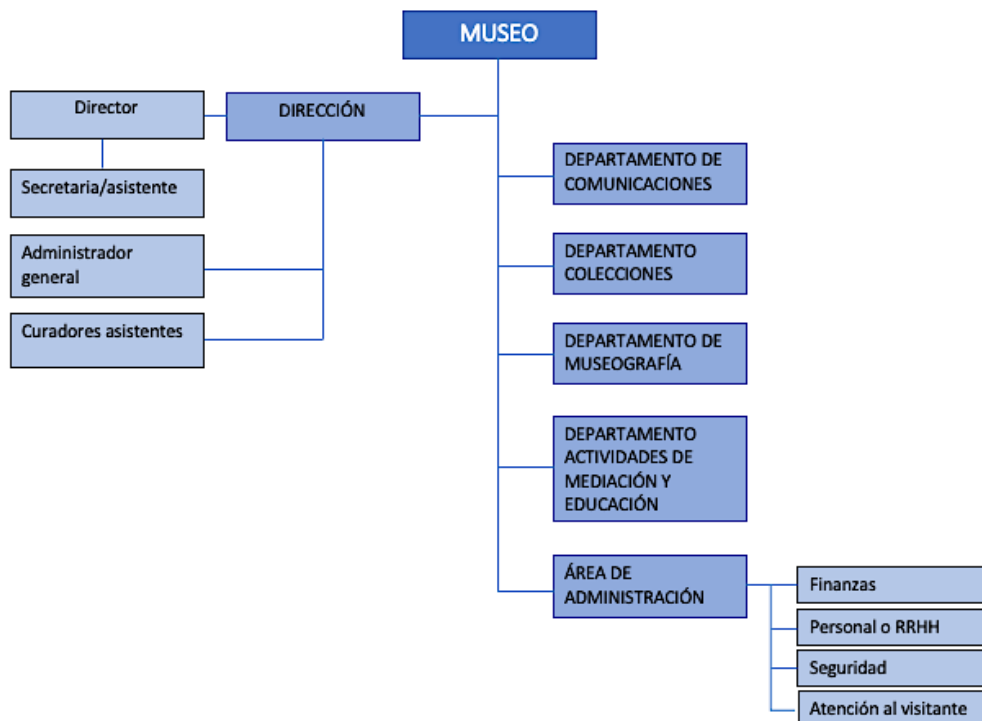 MUSEO
Director
DIRECCIÓN
Secretaria/asistente
Administrador
general
Curadores asistentes
DEPARTAMENTO DE
COMUNICACIONES
DEPARTAMENTO
COLECCIONES
DEPARTAMENTO DE
MUSEOGRAFÍA
DEPARTAMENTO
ACTIVIDADES DE
MEDIACIÓN Y
EDUCACIÓN
ÁREA DE
ADMINISTRACIÓN
Finanzas
Personal o RRHH
Seguridad
Atención al visitante